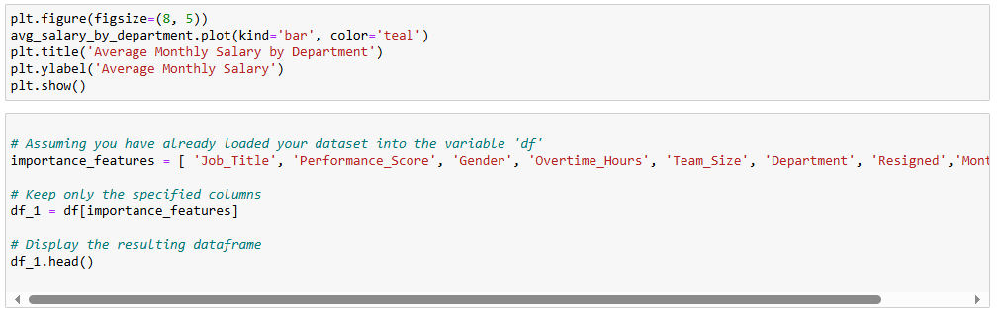 plt.figure(figsize=(8, 5))
avg_salary_by_department.plot(kind='bar', color='teal')
plt.title('Average Monthly Salary by Department')
plt.ylabel('Average Monthly Salary')
plt.show()
# Assuming you have already loaded your dataset into the variable 'df'
importance_features = [ 'Job_Title', 'Performance_Score', 'Gender', 'Overtime_Hours', 'Team_Size', 'Department', 'Resigned','Mont
# Keep only the specified columns
df_1 = df[importance_features]
# Display the resulting dataframe
df_1.head()